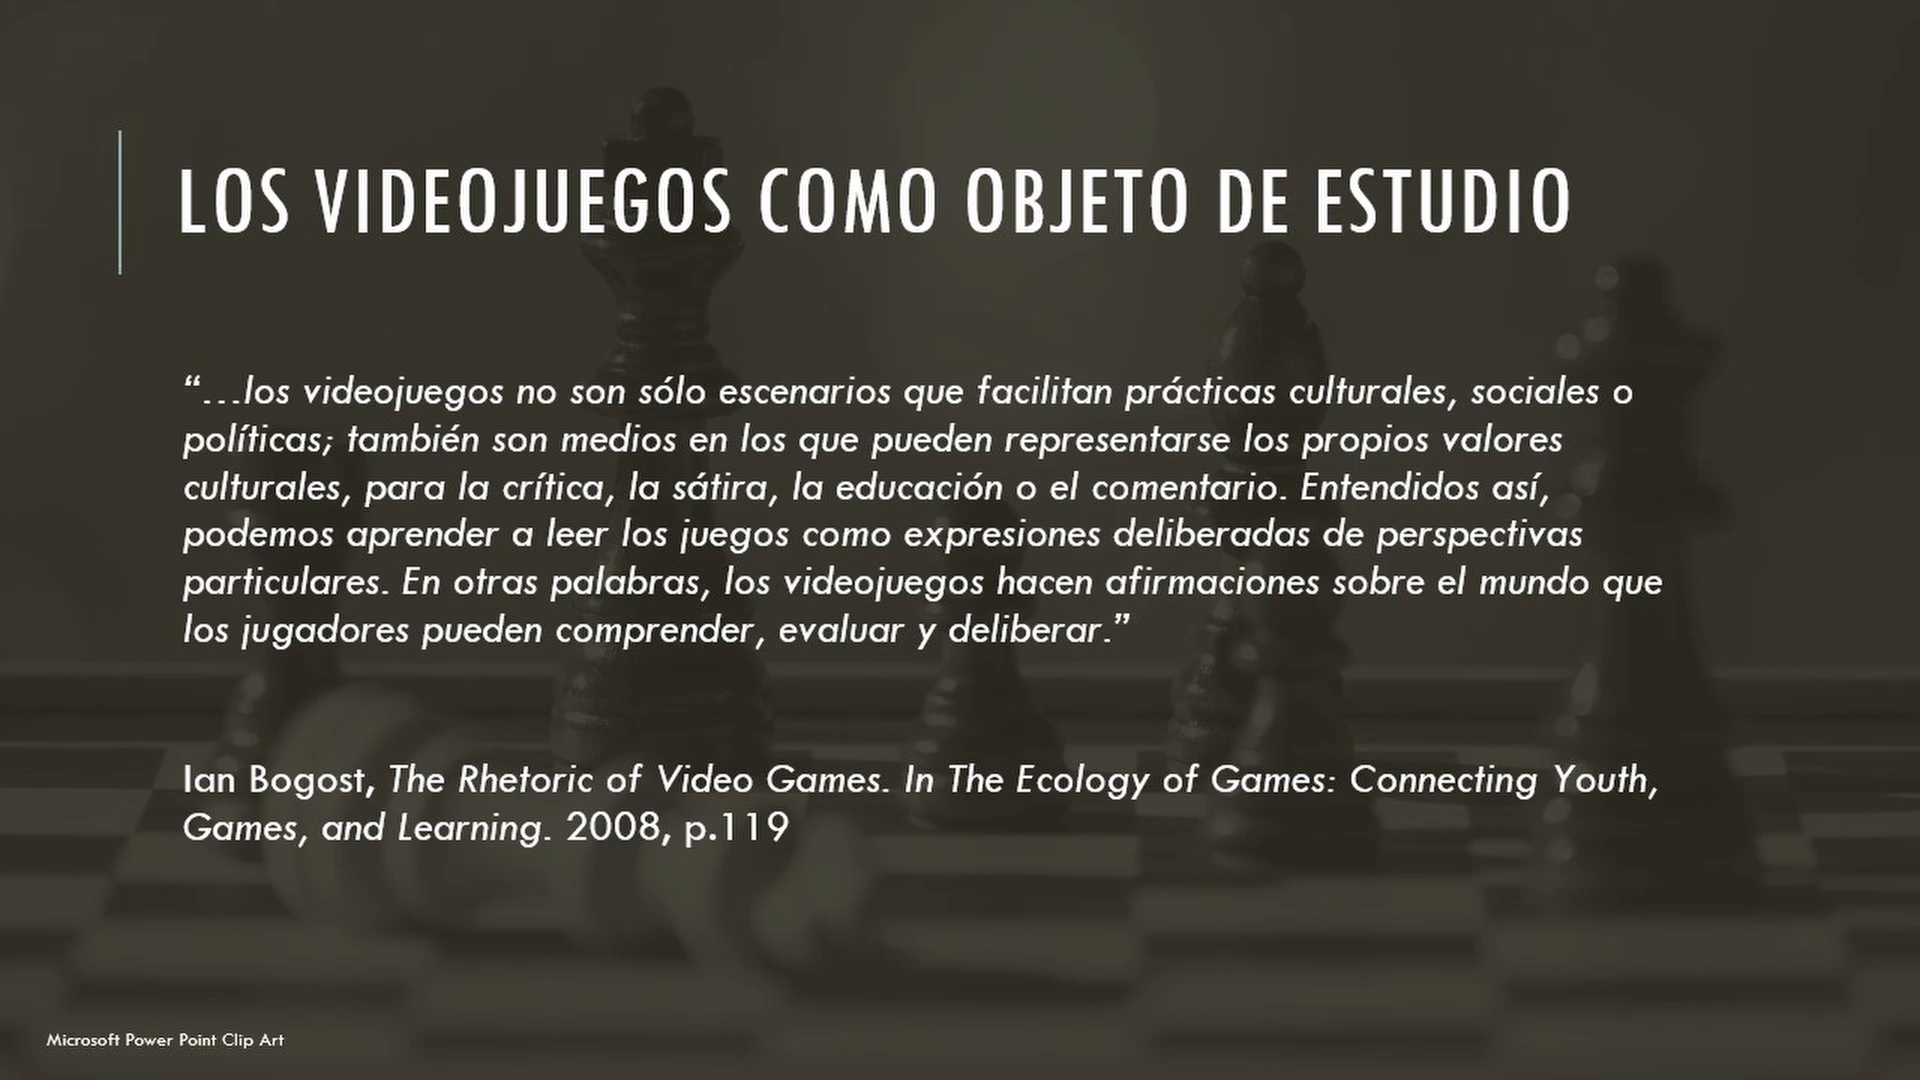 LOS VIDEOJUEGOS COMO OBJETO DE ESTUDIO
“…los videojuegos no son sólo escenarios que facilitan prácticas culturales, sociales o
políticas; también son medios en los que pueden representarse los propios valores
culturales, para la crítica, la sátira, la educación o el comentario. Entendidos así,
podemos aprender a leer los juegos como expresiones deliberadas de perspectivas
particulares. En otras palabras, los videojuegos hacen afirmaciones sobre el mundo que
los jugadores pueden comprender, evaluar y deliberar.”
Ian Bogost, The Rhetoric of Video Games. In The Ecology of Games: Connecting Youth,
Games, and Learning. 2008, p.119
Microsoft Power Point Clip Art